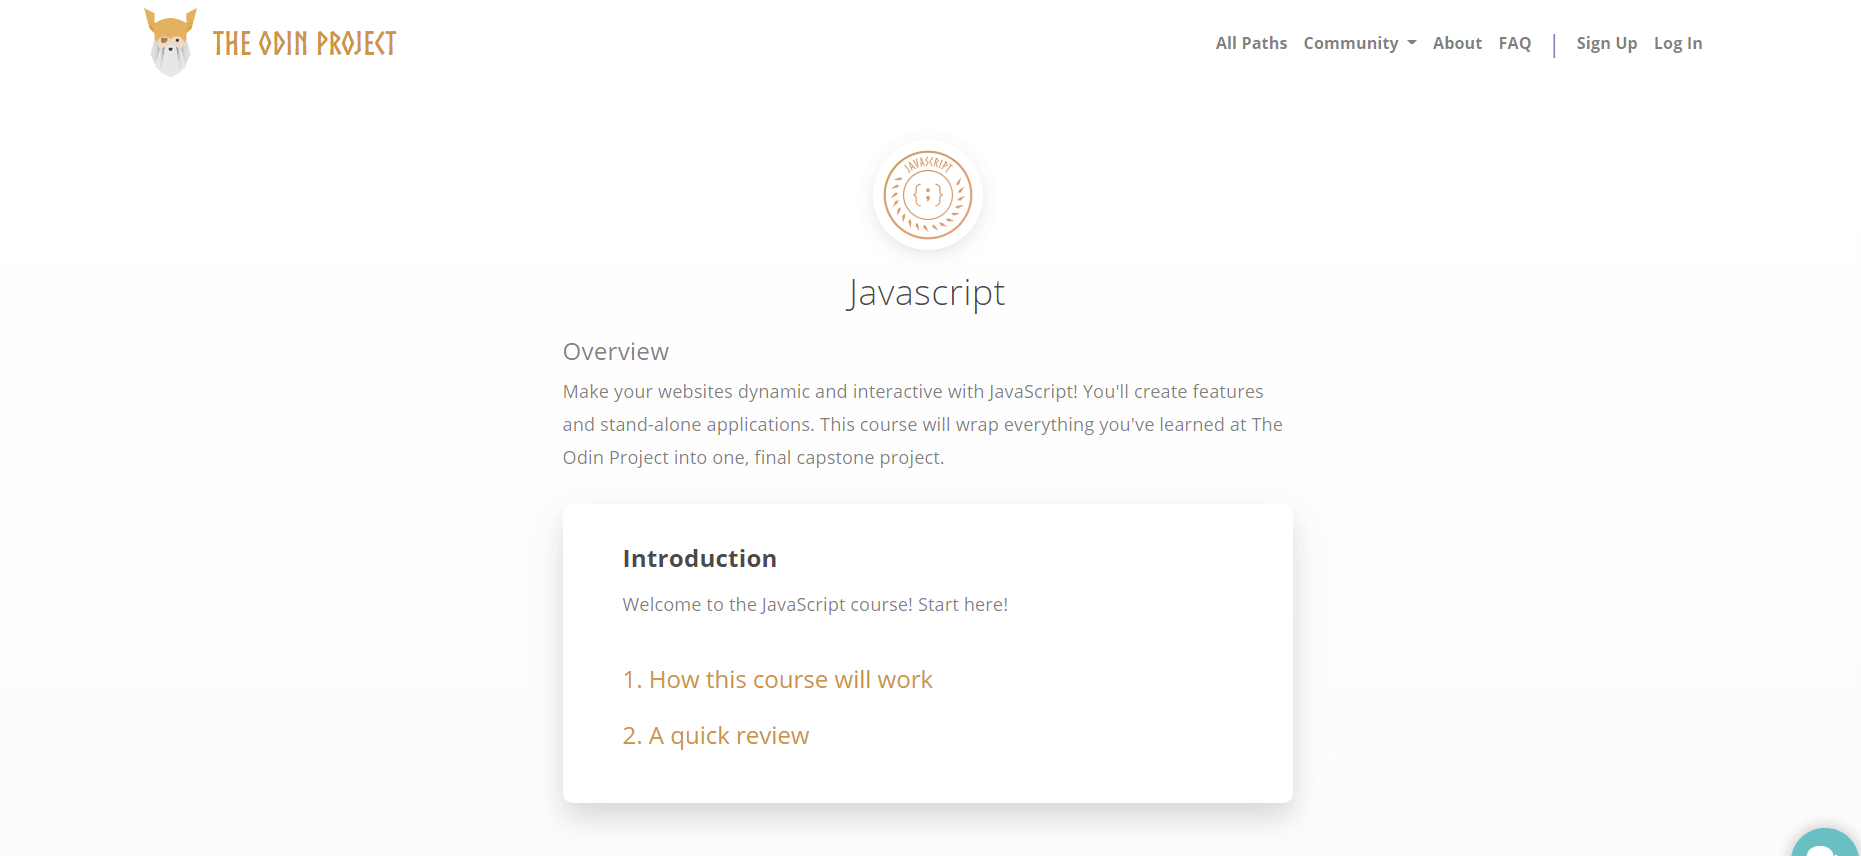 THE ODIN PROJECT
All Paths Community About FAQ | Sign Up Log In
JAVASCRIPT
{;}
Javascript
Overview
Make your websites dynamic and interactive with JavaScript! You'll create features
and stand-alone applications. This course will wrap everything you've learned at The
Odin Project into one, final capstone project.
Introduction
Welcome to the JavaScript course! Start here!
1. How this course will work
2. A quick review